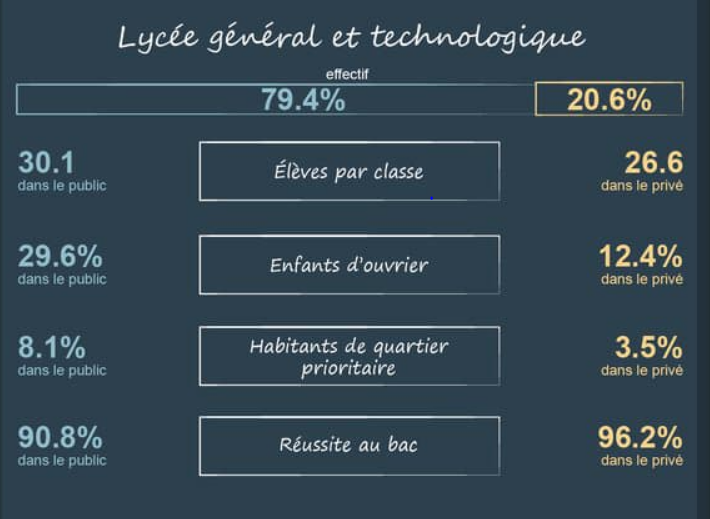 Lycée général et technologique
effectif
79.4% 20.6%
30.1
dans le public
Élèves par classe
26.6
dans le privé
29.6%
dans le public
Enfants d'ouvrier
12.4%
dans le privé
8.1%
dans le public
Habitants de quartier
prioritaire
3.5%
dans le privé
90.8%
dans le public
Réussite au bac
96.2%
dans le privé